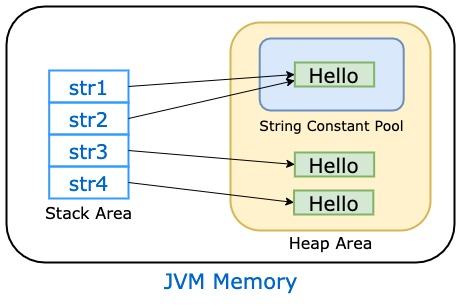 str1
str2
str3
str4
Stack Area
Hello
String Constant Pool
Hello
Hello
Heap Area
JVM Memory